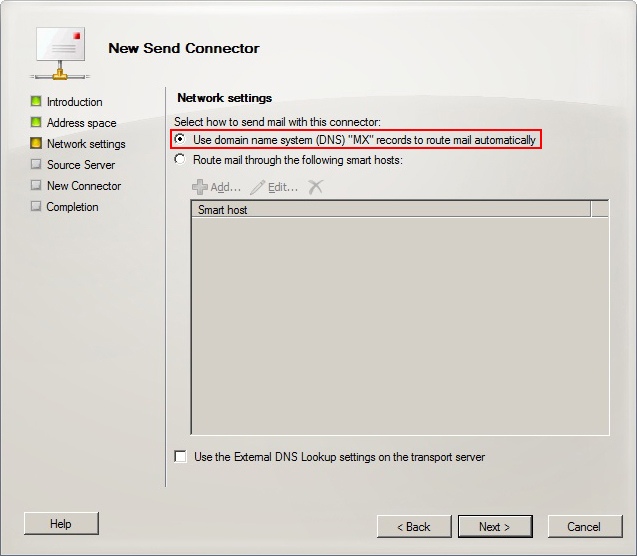 New Send Connector
Introduction
Address space
Network settings
Source Server
New Connector
Completion
Network settings
Select how to send mail with this connector:
Use domain name system (DNS) "MX" records to route mail automatically
Route mail through the following smart hosts:
Add... Edit...
Smart host
Use the External DNS Lookup settings on the transport server
Help
< Back
Next >
Cancel